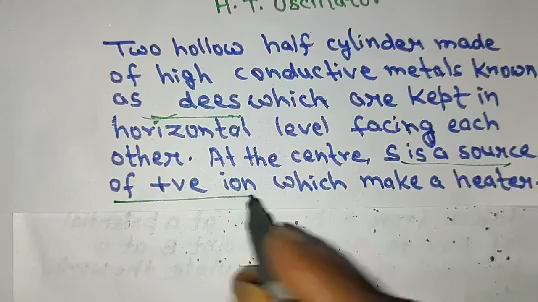 H.T. Oscillator
Two hollow half cylinder made
of high conductive metals known
as dees which are kept in
horizontal level facing each
other. At the centre, S is a source
of +ve ion which make a heater.